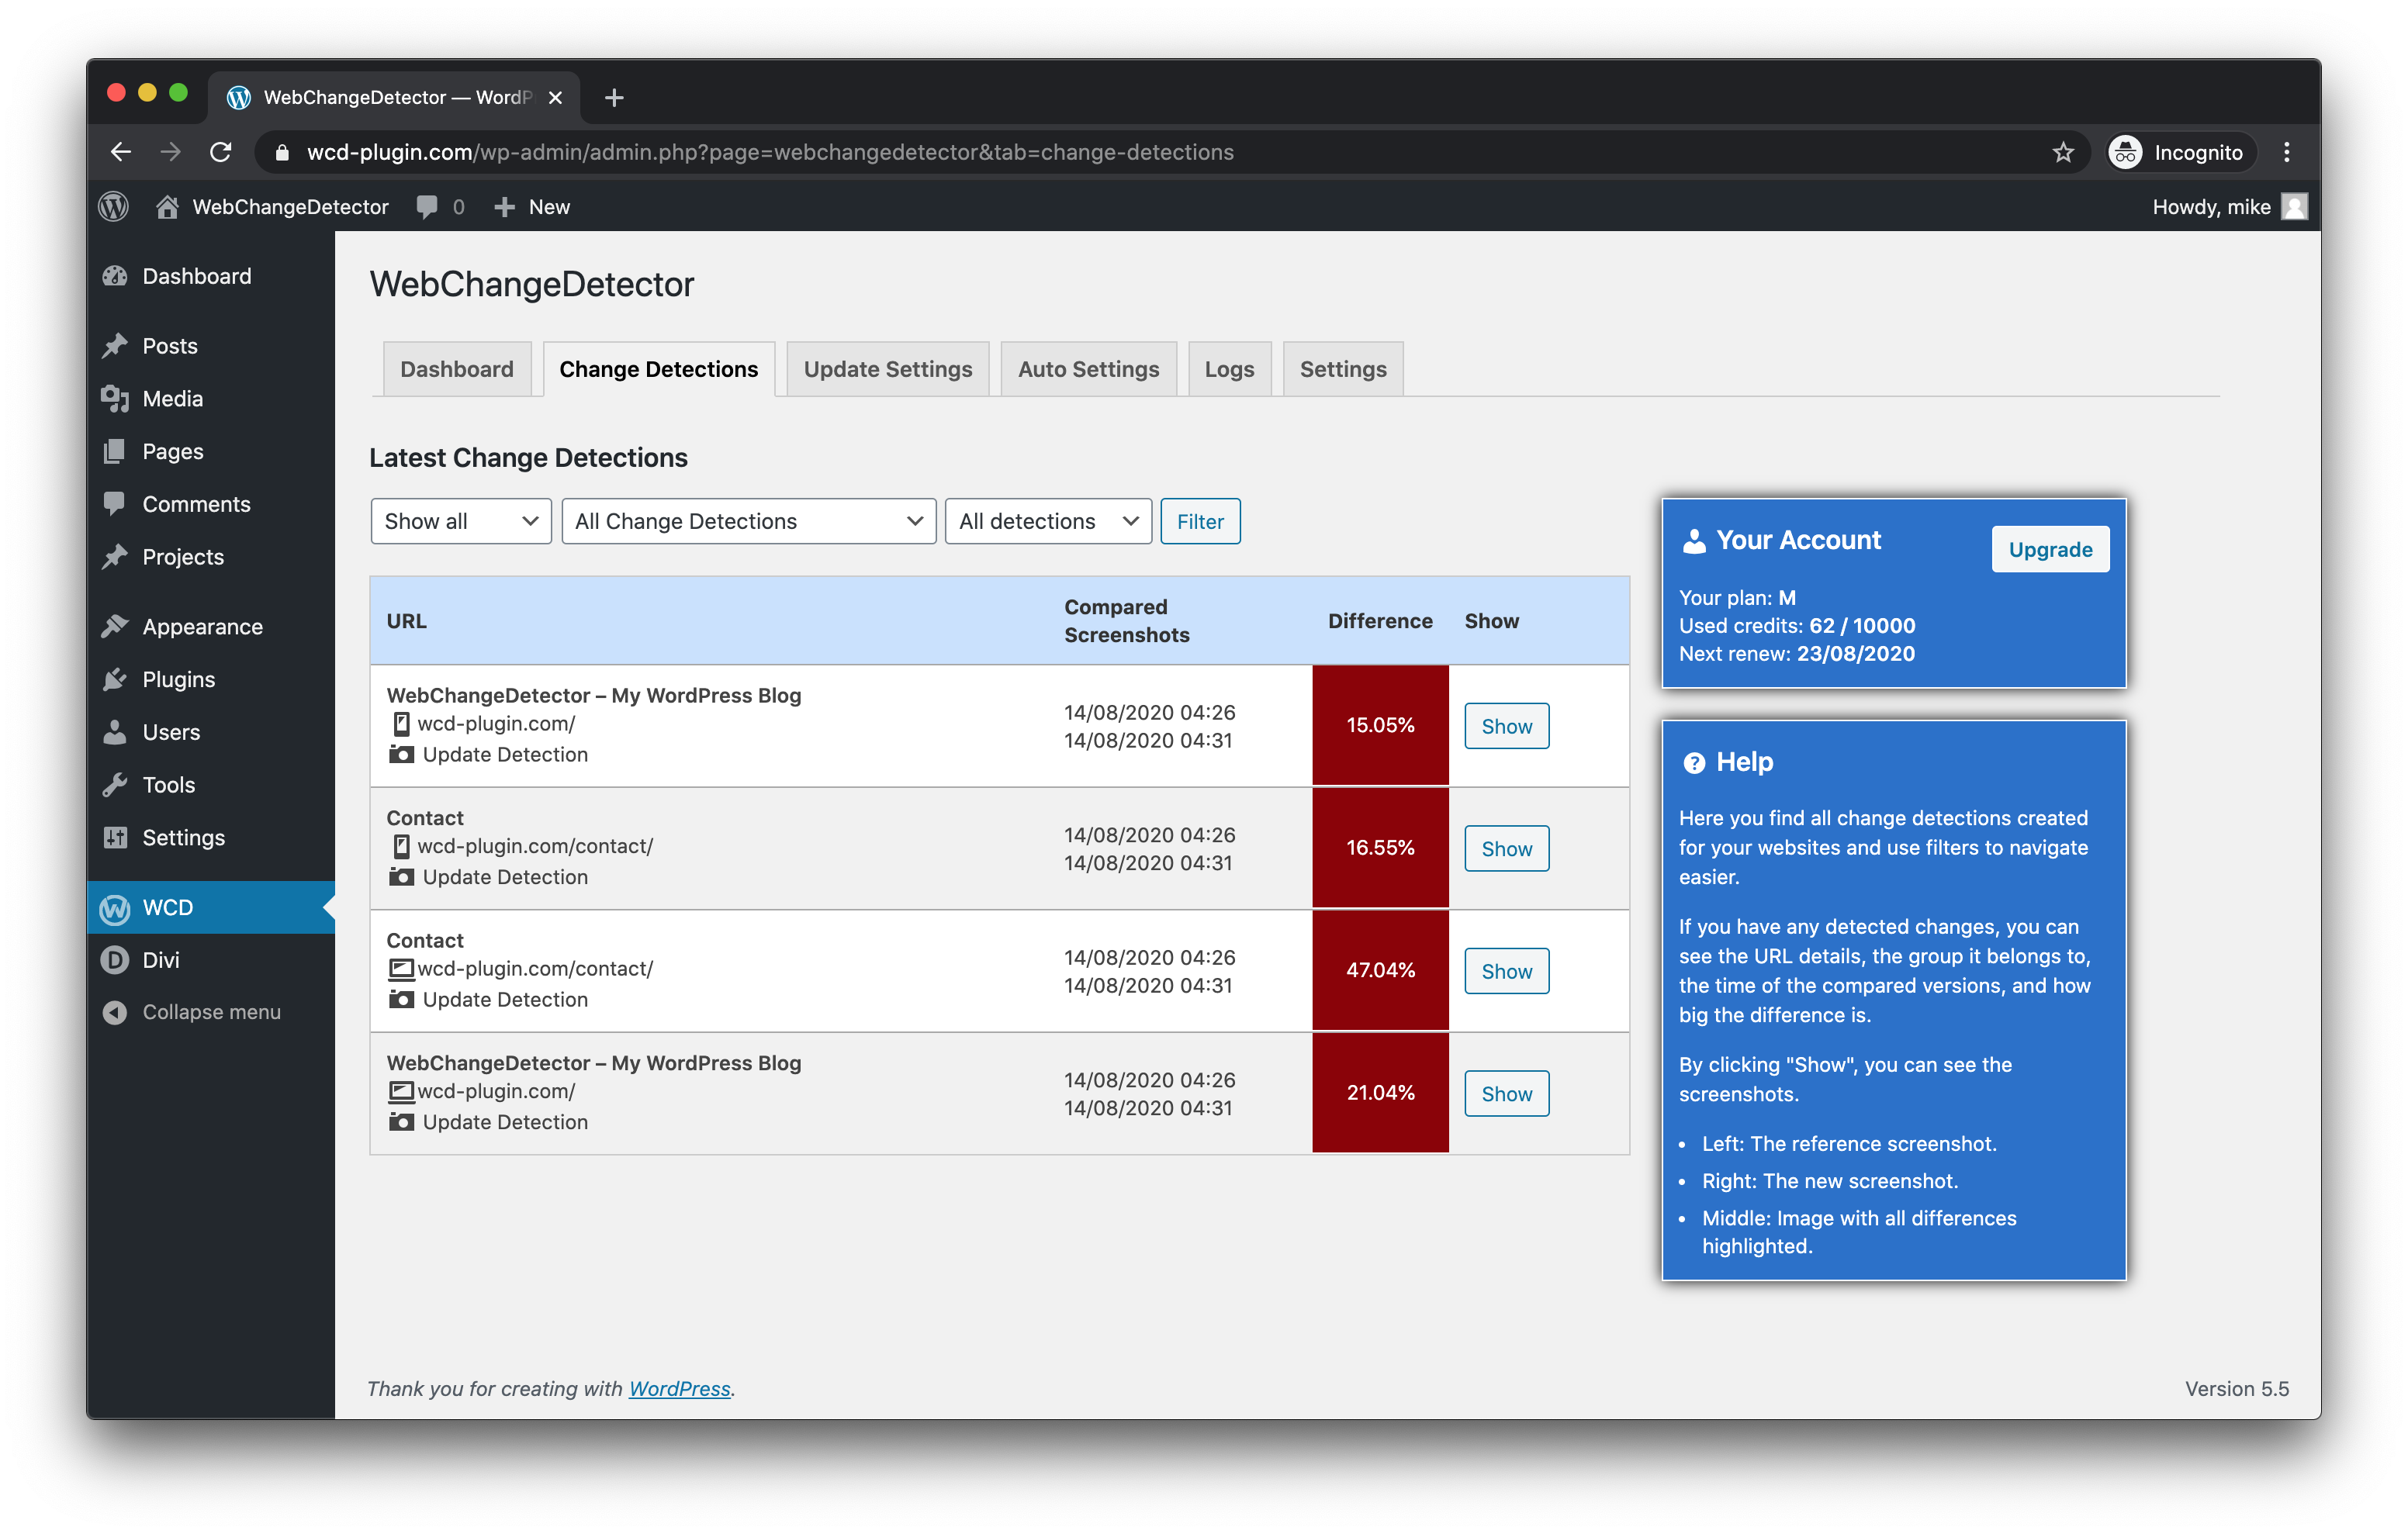 WebChangeDetector — WordP
wcd-plugin.com/wp-admin/admin.php?page=webchangedetector&tab=change-detections
Incognito
WebChangeDetector
0
New
Howdy, mike
Dashboard
Posts
Media
Pages
Comments
Projects
Appearance
Plugins
Users
Tools
Settings
WCD
Divi
Collapse menu
WebChangeDetector
Dashboard
Change Detections
Update Settings
Auto Settings
Logs
Settings
Latest Change Detections
Show all
All Change Detections
All detections
Filter
URL
Compared
Screenshots
Difference
Show
WebChangeDetector – My WordPress Blog
wcd-plugin.com/
Update Detection
14/08/2020 04:26
14/08/2020 04:31
15.05%
Show
Contact
wcd-plugin.com/contact/
Update Detection
14/08/2020 04:26
14/08/2020 04:31
16.55%
Show
Contact
wcd-plugin.com/contact/
Update Detection
14/08/2020 04:26
14/08/2020 04:31
47.04%
Show
WebChangeDetector – My WordPress Blog
wcd-plugin.com/
Update Detection
14/08/2020 04:26
14/08/2020 04:31
21.04%
Show
Your Account
Upgrade
Your plan: M
Used credits: 62 / 10000
Next renew: 23/08/2020
Help
Here you find all change detections created
for your websites and use filters to navigate
easier.
If you have any detected changes, you can
see the URL details, the group it belongs to,
the time of the compared versions, and how
big the difference is.
By clicking "Show", you can see the
screenshots.
• Left: The reference screenshot.
• Right: The new screenshot.
• Middle: Image with all differences
highlighted.
Thank you for creating with WordPress.
Version 5.5